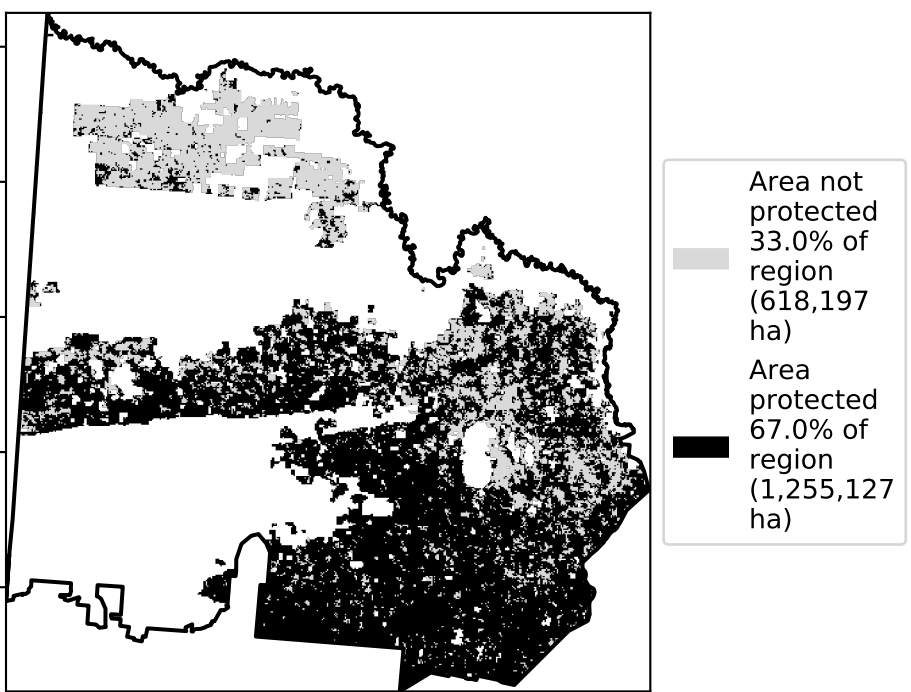 Area not
protected
33.0% of
region
(618,197
ha)
Area
protected
67.0% of
region
(1,255,127
ha)